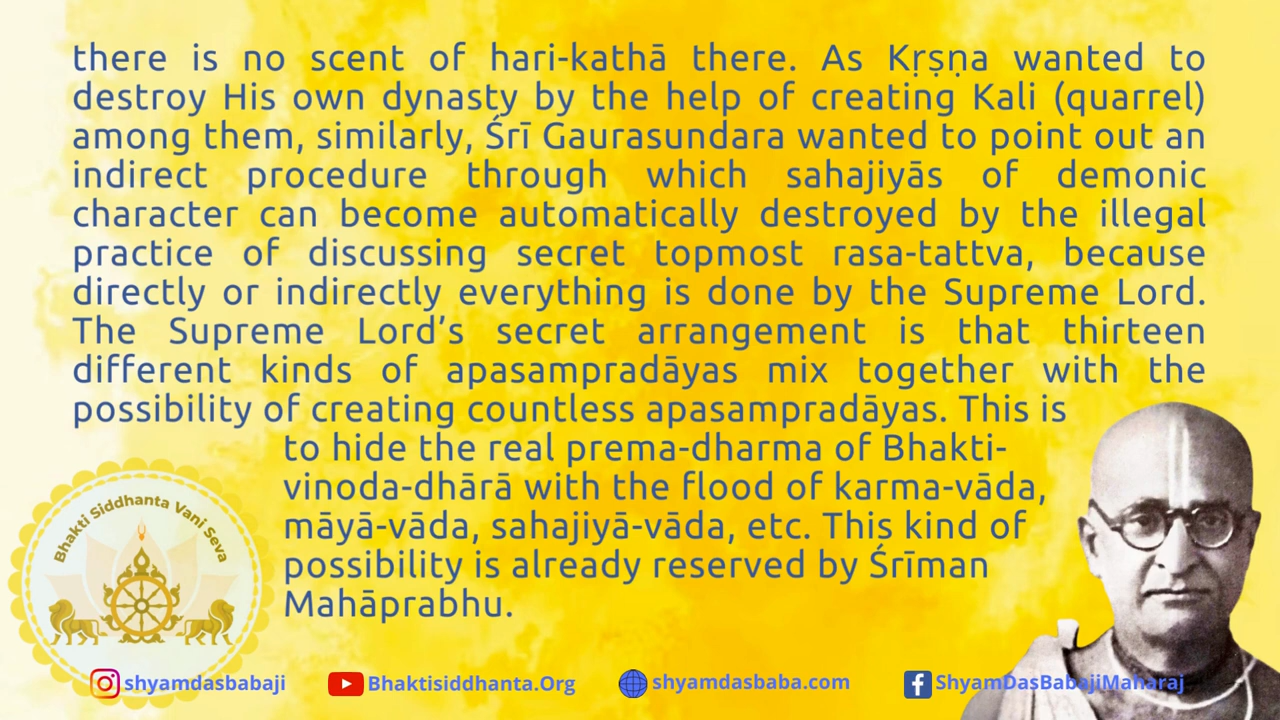 there is no scent of hari-kathā there. As Kṛṣṇa wanted to
destroy His own dynasty by the help of creating Kali (quarrel)
among them, similarly, Śrī Gaurasundara wanted to point out an
indirect procedure through which sahajiyās of demonic
character can become automatically destroyed by the illegal
practice of discussing secret topmost rasa-tattva, because
directly or indirectly everything is done by the Supreme Lord.
The Supreme Lord’s secret arrangement is that thirteen
different kinds of apasampradāyas mix together with the
possibility of creating countless apasampradāyas. This is
to hide the real prema-dharma of Bhakti-
vinoda-dhārā with the flood of karma-vāda,
māyā-vāda, sahajiyā-vāda, etc. This kind of
possibility is already reserved by Śrīman
Mahāprabhu.
Bhakti Siddhanta Vani Seva
shyamdasbabaji
Bhaktisiddhanta.Org
shyamdasbaba.com
ShyamDasBabajiMaharaj